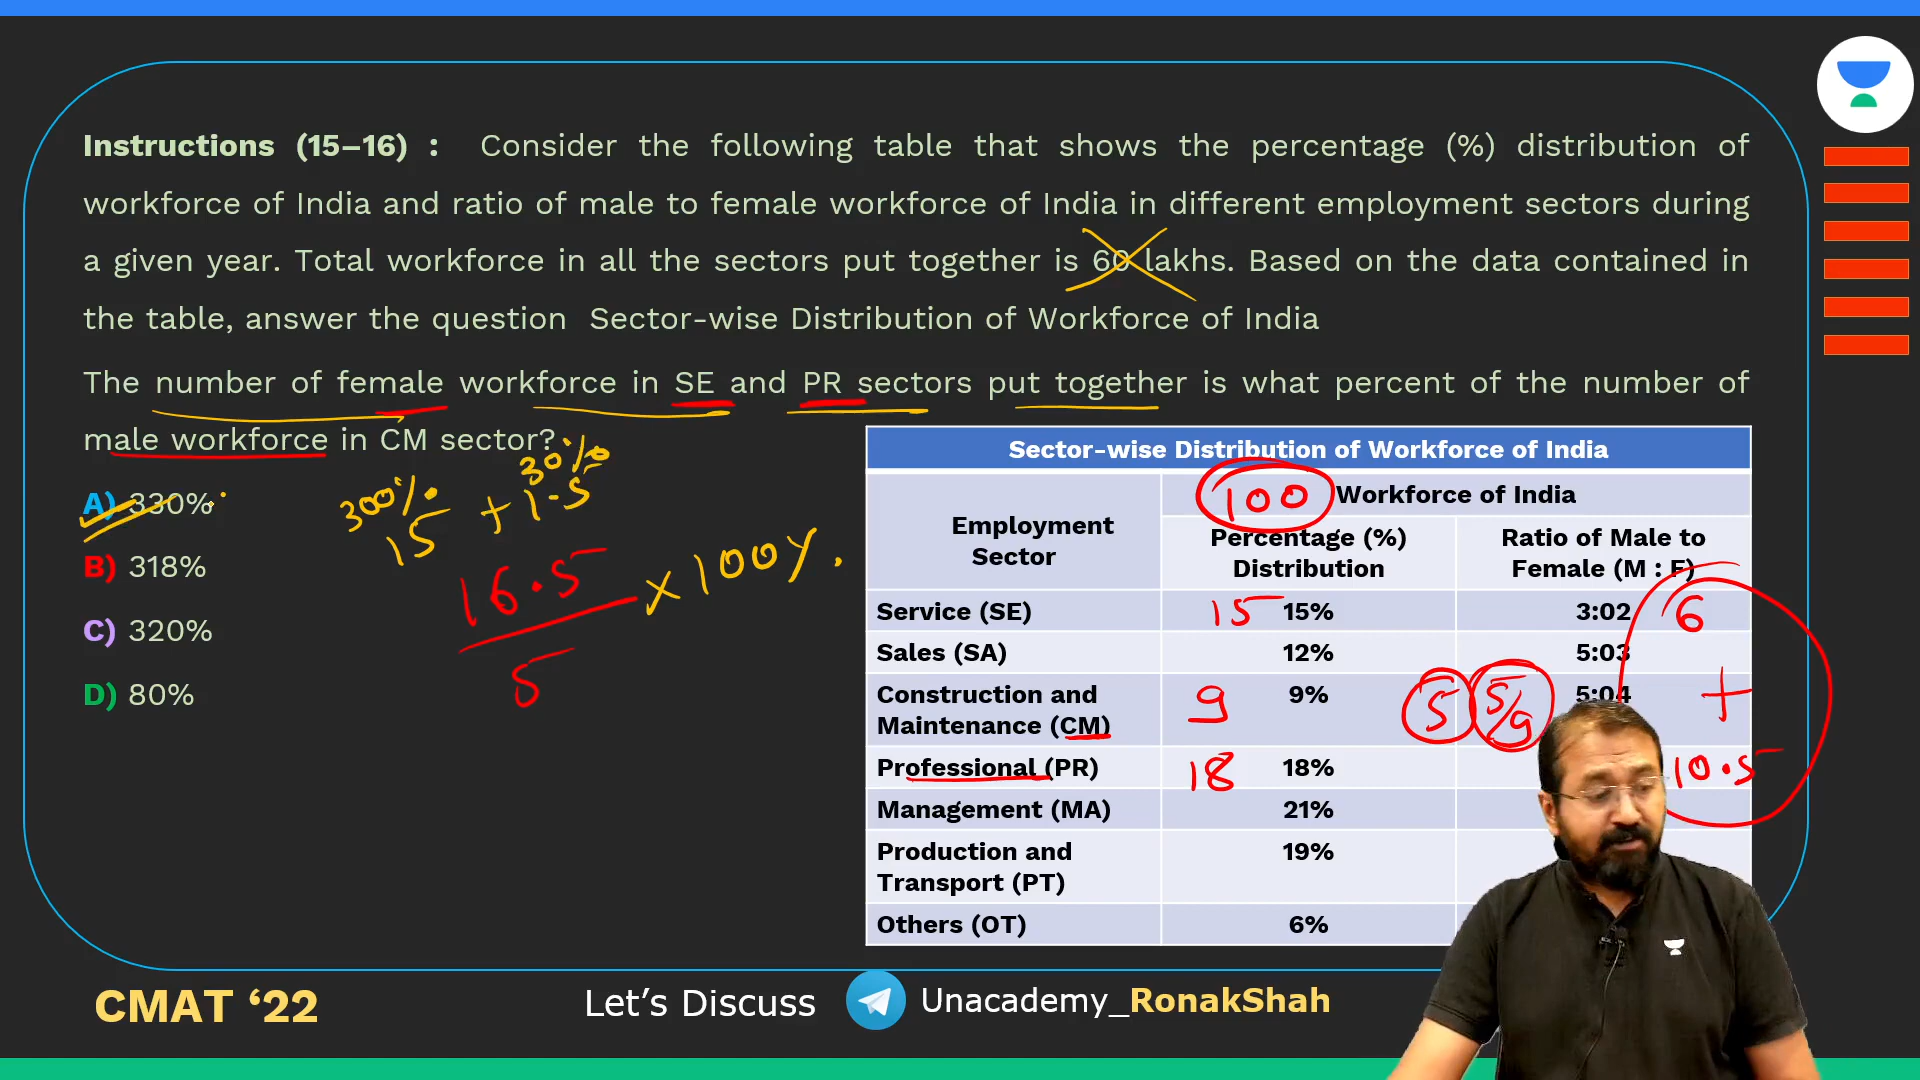 Instructions (15–16) : Consider the following table that shows the percentage (%) distribution of
workforce of India and ratio of male to female workforce of India in different employment sectors during
a given year. Total workforce in all the sectors put together is 60 lakhs. Based on the data contained in
the table, answer the question Sector-wise Distribution of Workforce of India
The number of female workforce in SE and PR sectors put together is what percent of the number of
male workforce in CM sector?
A) 330%
B) 318%
C) 320%
D) 80%
300% 30%
15 + 1.5
16.5
5
× 100%.
Sector-wise Distribution of Workforce of India
Employment Sector
100 Workforce of India
Percentage (%) Distribution
Ratio of Male to Female (M : F)
Service (SE) 15 15% 3:02 6
Sales (SA) 12% 5:03
Construction and Maintenance (CM) 9 9% 5 5/9 5:04 +
Professional (PR) 18 18% 10.5
Management (MA) 21%
Production and Transport (PT) 19%
Others (OT) 6%
CMAT ‘22
Let’s Discuss
Unacademy_RonakShah